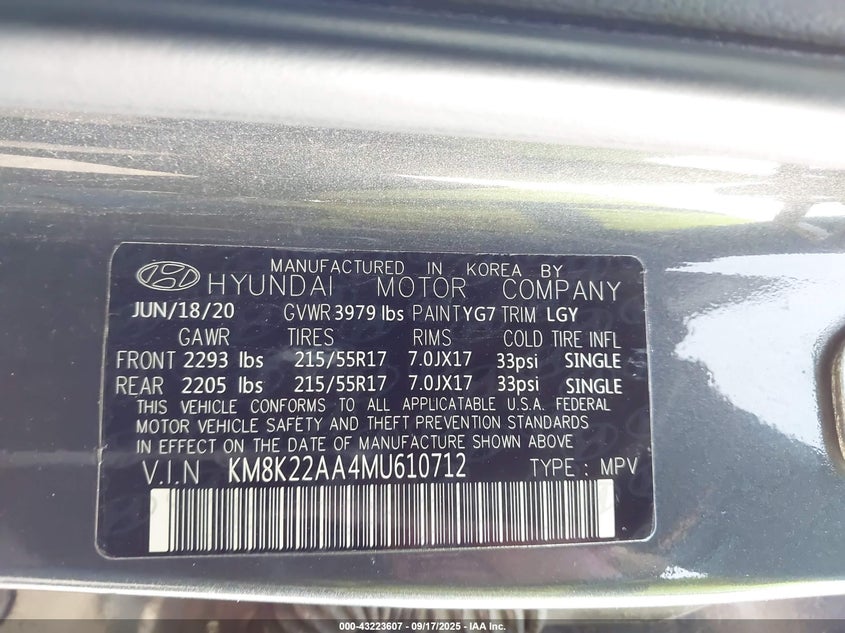 MANUFACTURED IN KOREA BY
HYUNDAI MOTOR COMPANY
JUN/18/20 GVWR 3979 lbs PAINT YG7 TRIM LGY
GAWR TIRES RIMS COLD TIRE INFL
FRONT 2293 lbs 215/55R17 7.0JX17 33psi SINGLE
REAR 2205 lbs 215/55R17 7.0JX17 33psi SINGLE
THIS VEHICLE CONFORMS TO ALL APPLICATABLE U.S.A. FEDERAL
MOTOR VEHICLE SAFETY AND THEFT PREVENTION STANDARDS
IN EFFECT ON THE DATE OF MANUFACTURE SHOWN ABOVE
V.I.N KM8K22AA4MU610712 TYPE : MPV
000-43223607 - 09/17/2025 - IAA Inc.